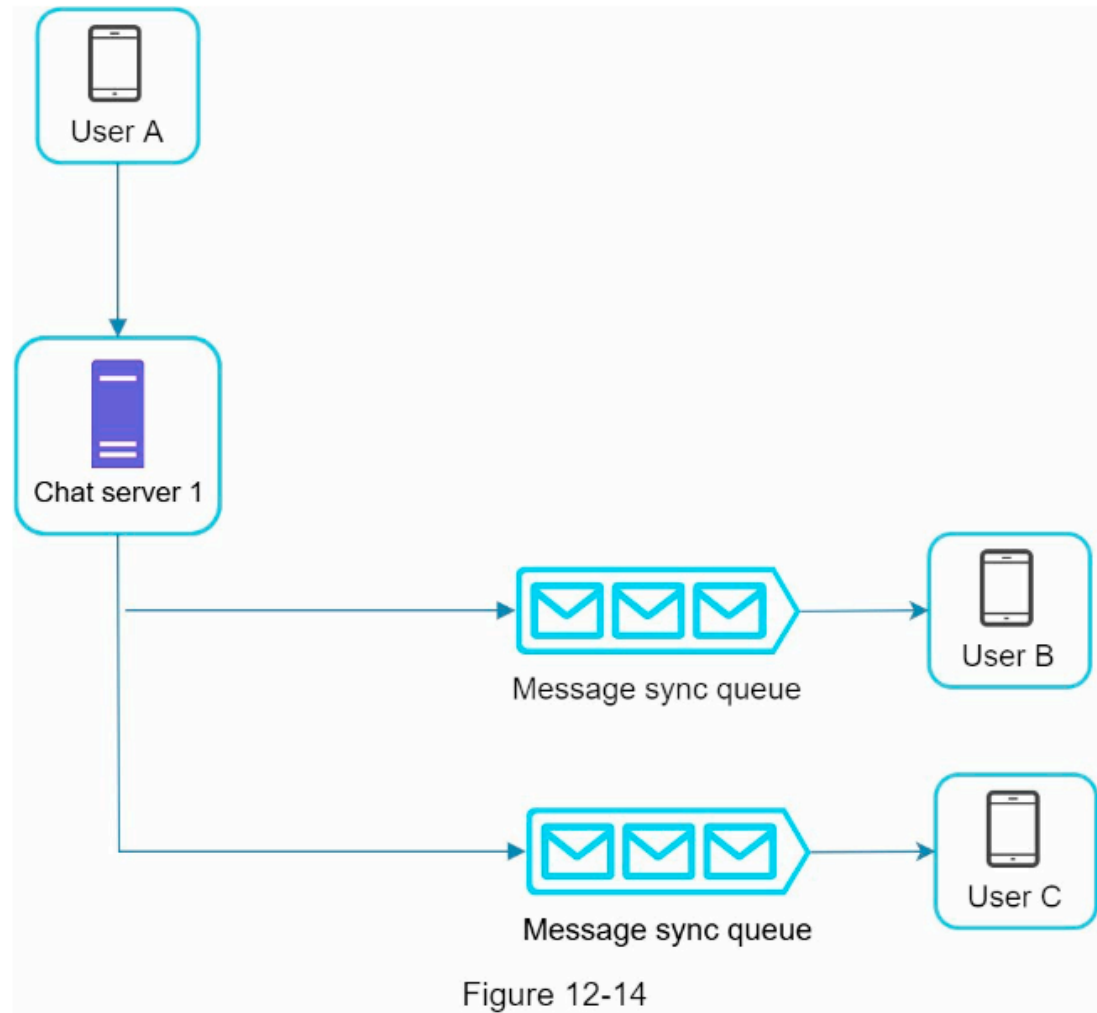 User A
Chat server 1
User B
Message sync queue
User C
Message sync queue
Figure 12-14